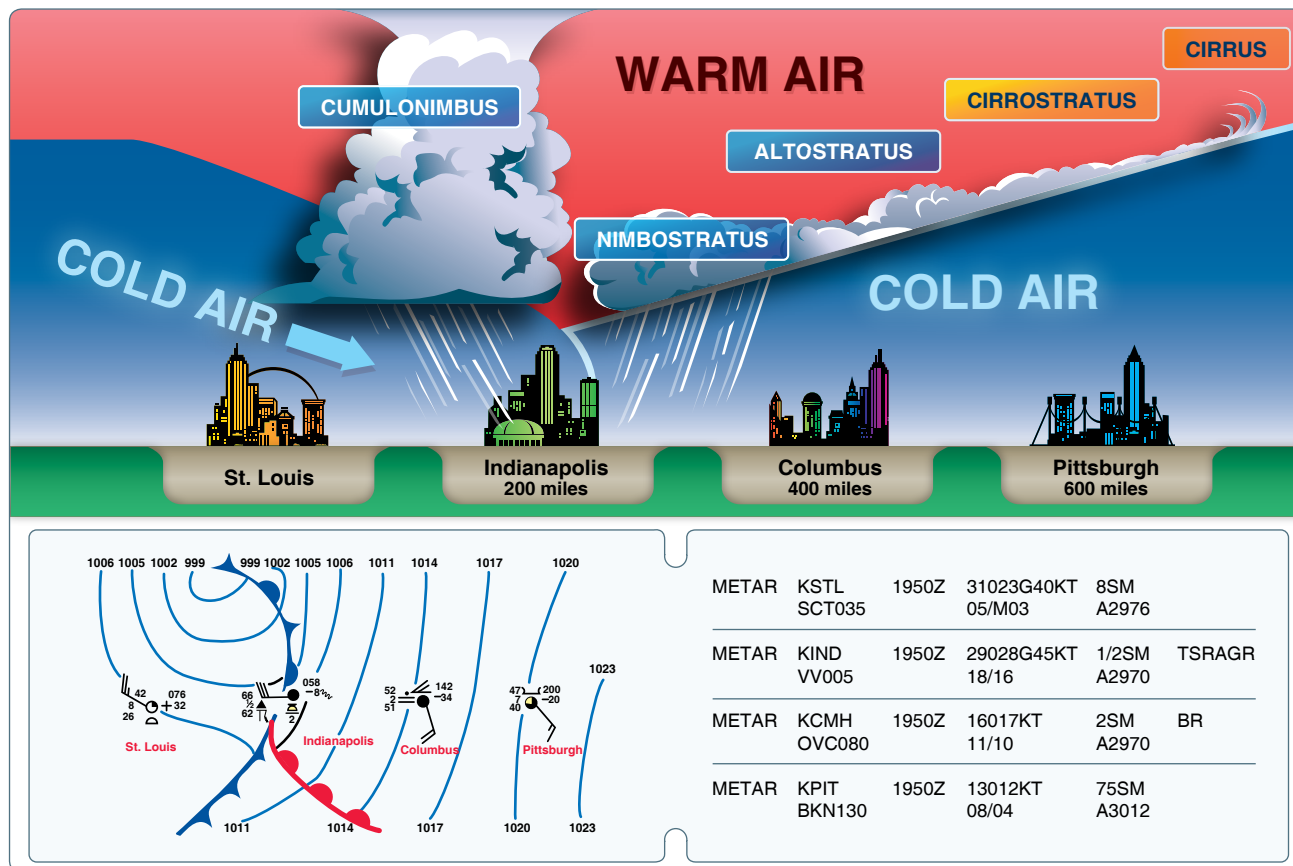 CIRRUS
WARM AIR
CUMULONIMBUS
CIRROSTRATUS
ALTOSTRATUS
NIMBOSTRATUS
COLD AIR
COLD AIR
St. Louis
Indianapolis
200 miles
Columbus
400 miles
Pittsburgh
600 miles
1006 1005 1002 999 999 1002 1005 1006 1011 1014 1017 1020
1023
42 076
8 32
26
St. Louis
66 058
½ 8
62 2
Indianapolis
52 142
2 34
51
Columbus
47 200
7 20
40
Pittsburgh
1011 1014 1017 1020 1023
METAR KSTL 1950Z 31023G40KT 8SM
SCT035 05/M03 A2976
METAR KIND 1950Z 29028G45KT 1/2SM TSRAGR
VV005 18/16 A2970
METAR KCMH 1950Z 16017KT 2SM BR
OVC080 11/10 A2970
METAR KPIT 1950Z 13012KT 75SM
BKN130 08/04 A3012